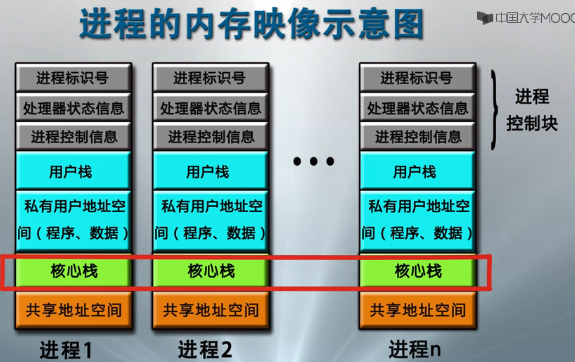 进程的内存映像示意图
中国大学MOOC
进程标识号
处理器状态信息
进程控制信息
用户栈
私有用户地址空
间（程序、数据）
核心栈
共享地址空间
进程1
进程标识号
处理器状态信息
进程控制信息
用户栈
私有用户地址空
间（程序、数据）
核心栈
共享地址空间
进程2
•••
进程标识号
处理器状态信息
进程控制信息
用户栈
私有用户地址空
间（程序、数据）
核心栈
共享地址空间
进程n
进程
控制块